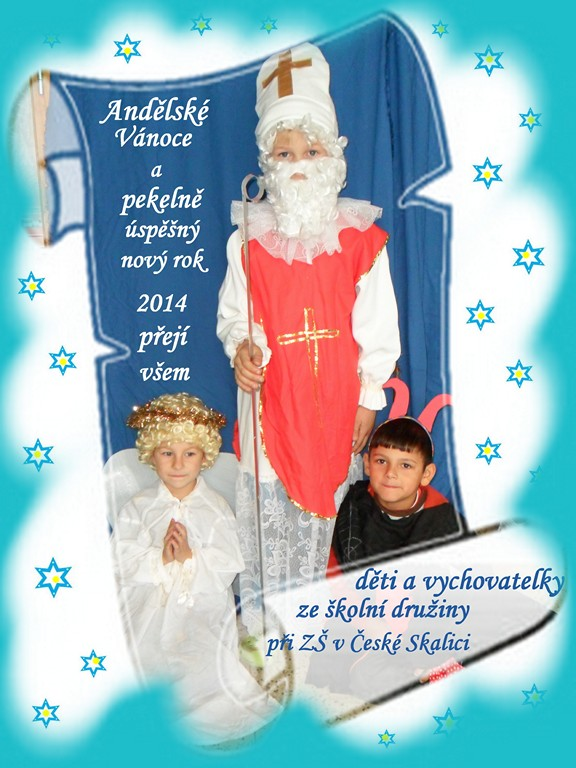 Andělské
Vánoce
a
pekelně
úspěšný
nový rok
2014
přejí
všem
děti a vychovatelky
ze školní družiny
při ZŠ v České Skalici